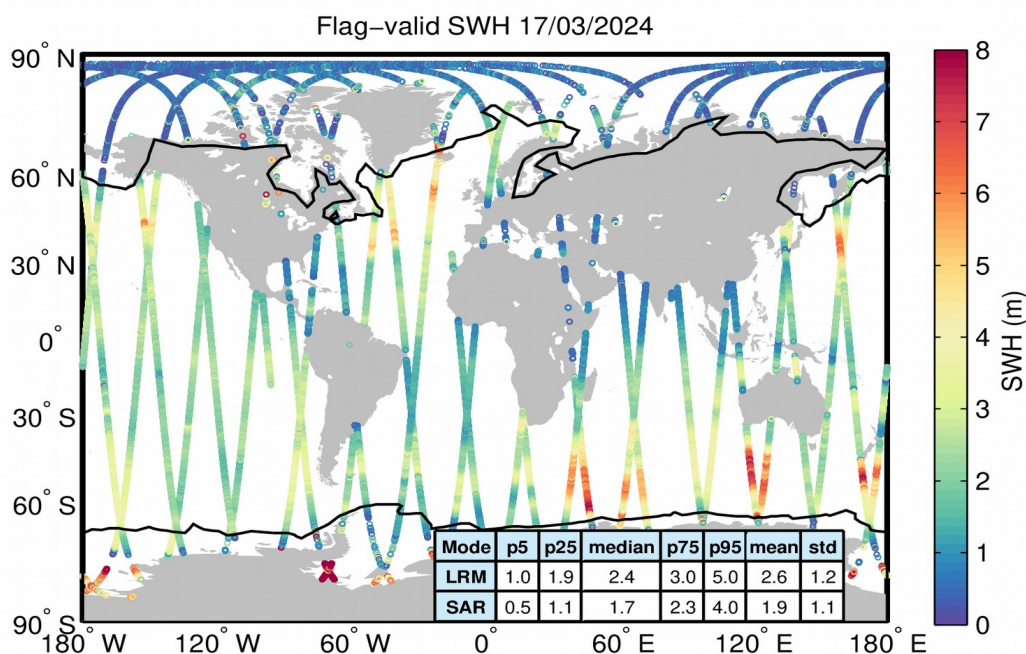 Flag−valid SWH 17/03/2024
90° N
60° N
30° N
0°
30° S
60° S
90° S
180° W
120° W
60° W
0°
60° E
120° E
180° E
8
7
6
5
4
3
2
1
0
SWH (m)
Mode p5 p25 median p75 p95 mean std
LRM 1.0 1.9 2.4 3.0 5.0 2.6 1.2
SAR 0.5 1.1 1.7 2.3 4.0 1.9 1.1